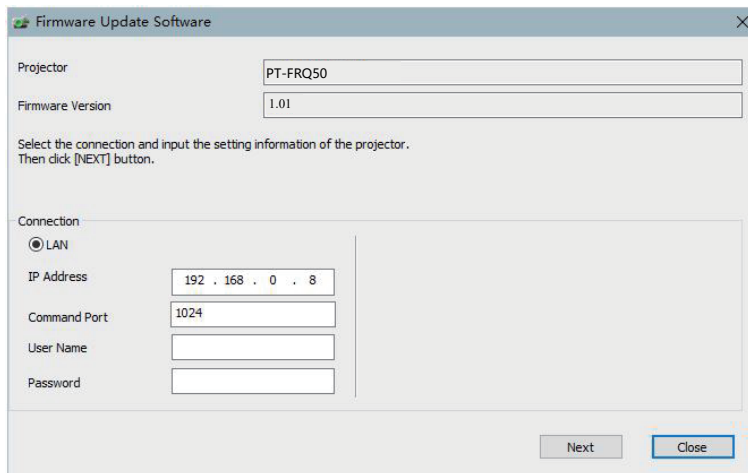 Firmware Update Software
Projector
PT-FRQ50
Firmware Version
1.01
Select the connection and input the setting information of the projector.
Then click [NEXT] button.
Connection
LAN
IP Address
192 . 168 . 0 . 8
Command Port
1024
User Name
Password
Next
Close